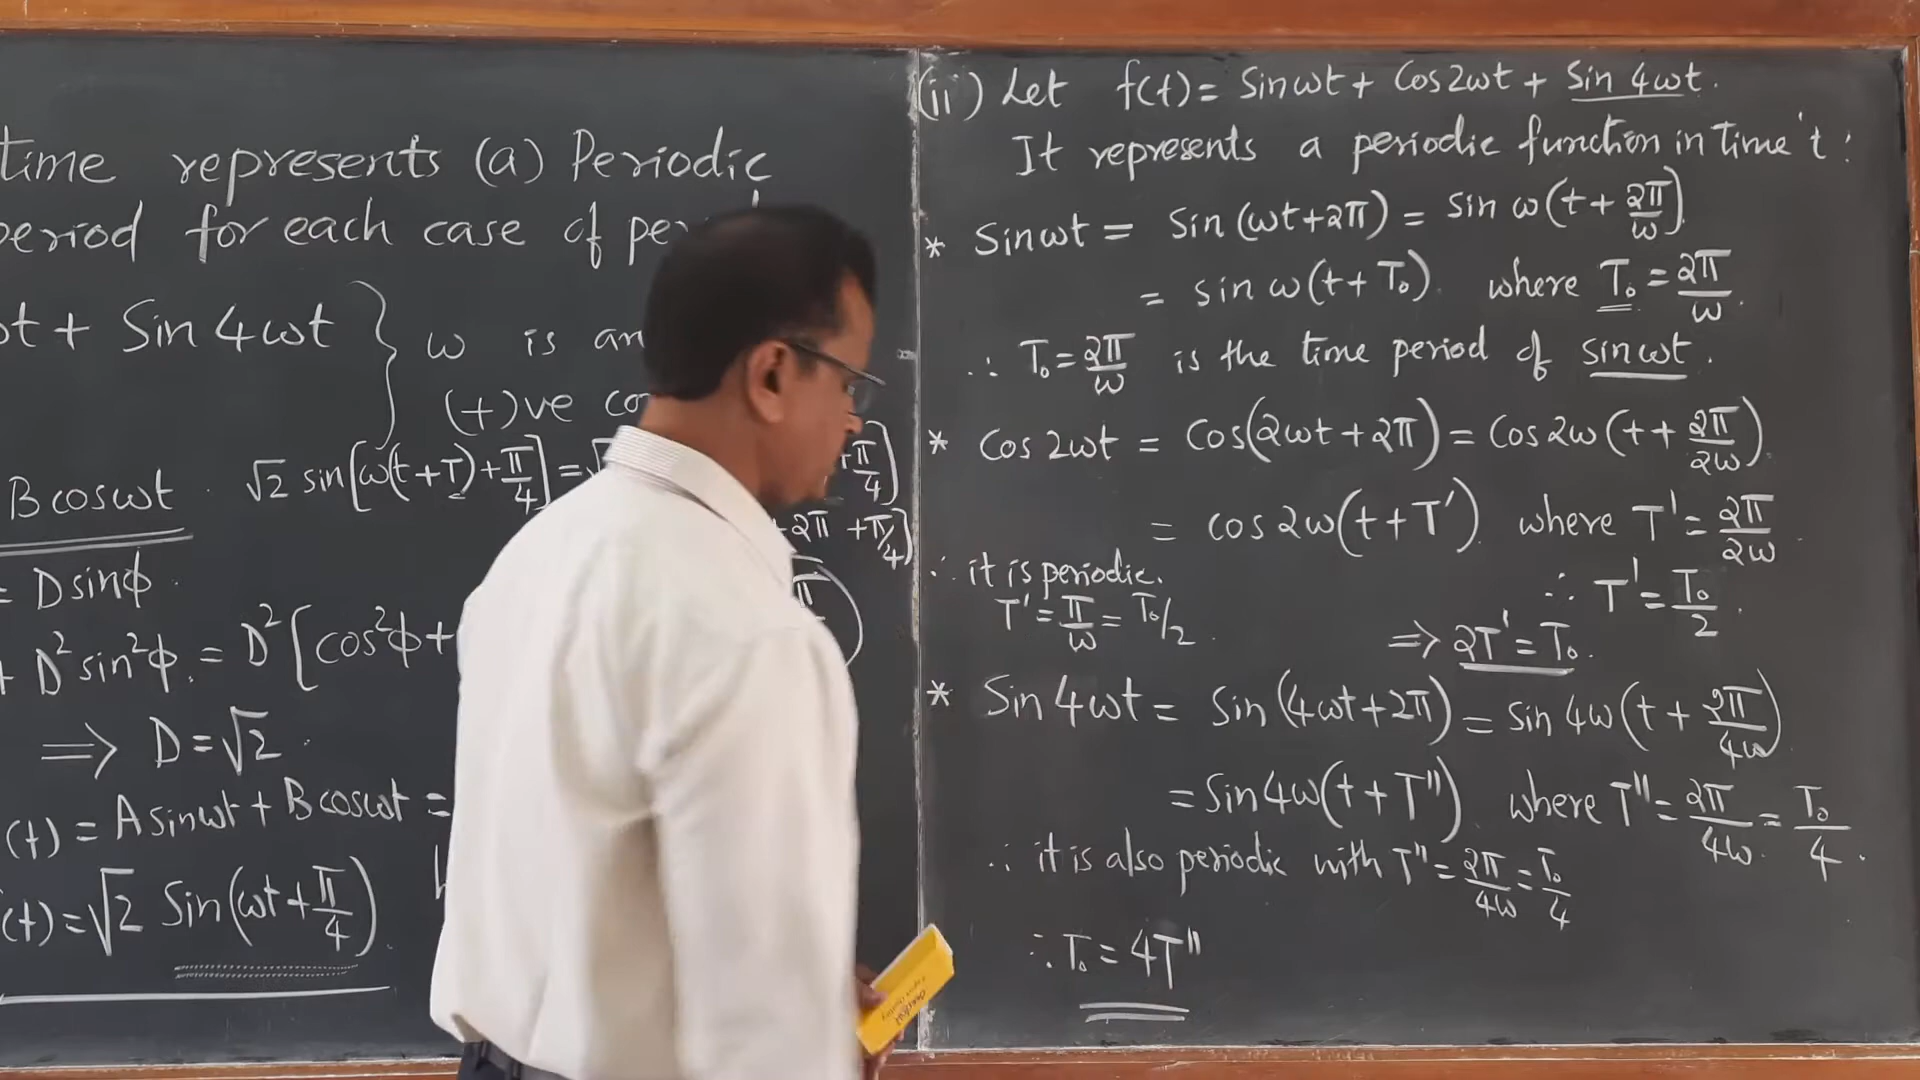 time represents (a) Periodic
period for each case of per
ωt + Sin 4ωt } ω is an
(+)ve co
B cosωt . √2 sin[ω(t+T)+π/4] = √
+π/4]
+2π +π/4)
= D sinϕ .
+ D² sin²ϕ. = D²[cos²ϕ+
⇒ D = √2 .
(t) = A sinωt + B cosωt =
(t) = √2 Sin(ωt + π/4)
(ii) Let f(t) = Sinωt + Cos2ωt + Sin 4ωt .
It represents a periodic function in Time 't :
* Sinωt = Sin (ωt+2π) = sin ω(t + 2π/ω)
= sin ω(t+T₀) . where T₀ = 2π/ω .
∴ T₀ = 2π/ω is the time period of sinωt .
* Cos 2ωt = Cos(2ωt + 2π) = Cos 2ω(t + 2π/2ω) .
= cos 2ω(t+T') where T' = 2π/2ω .
∴ it is periodic.
T' = π/ω = T₀/2 .
∴ T' = T₀/2 .
⇒ 2T' = T₀ .
* Sin 4ωt = Sin (4ωt+2π) = Sin 4ω(t + 2π/4ω)
= Sin4ω(t+T") where T" = 2π/4ω = T₀/4 .
∴ it is also periodic with T" = 2π/4ω = T₀/4
∴ T₀ = 4T"